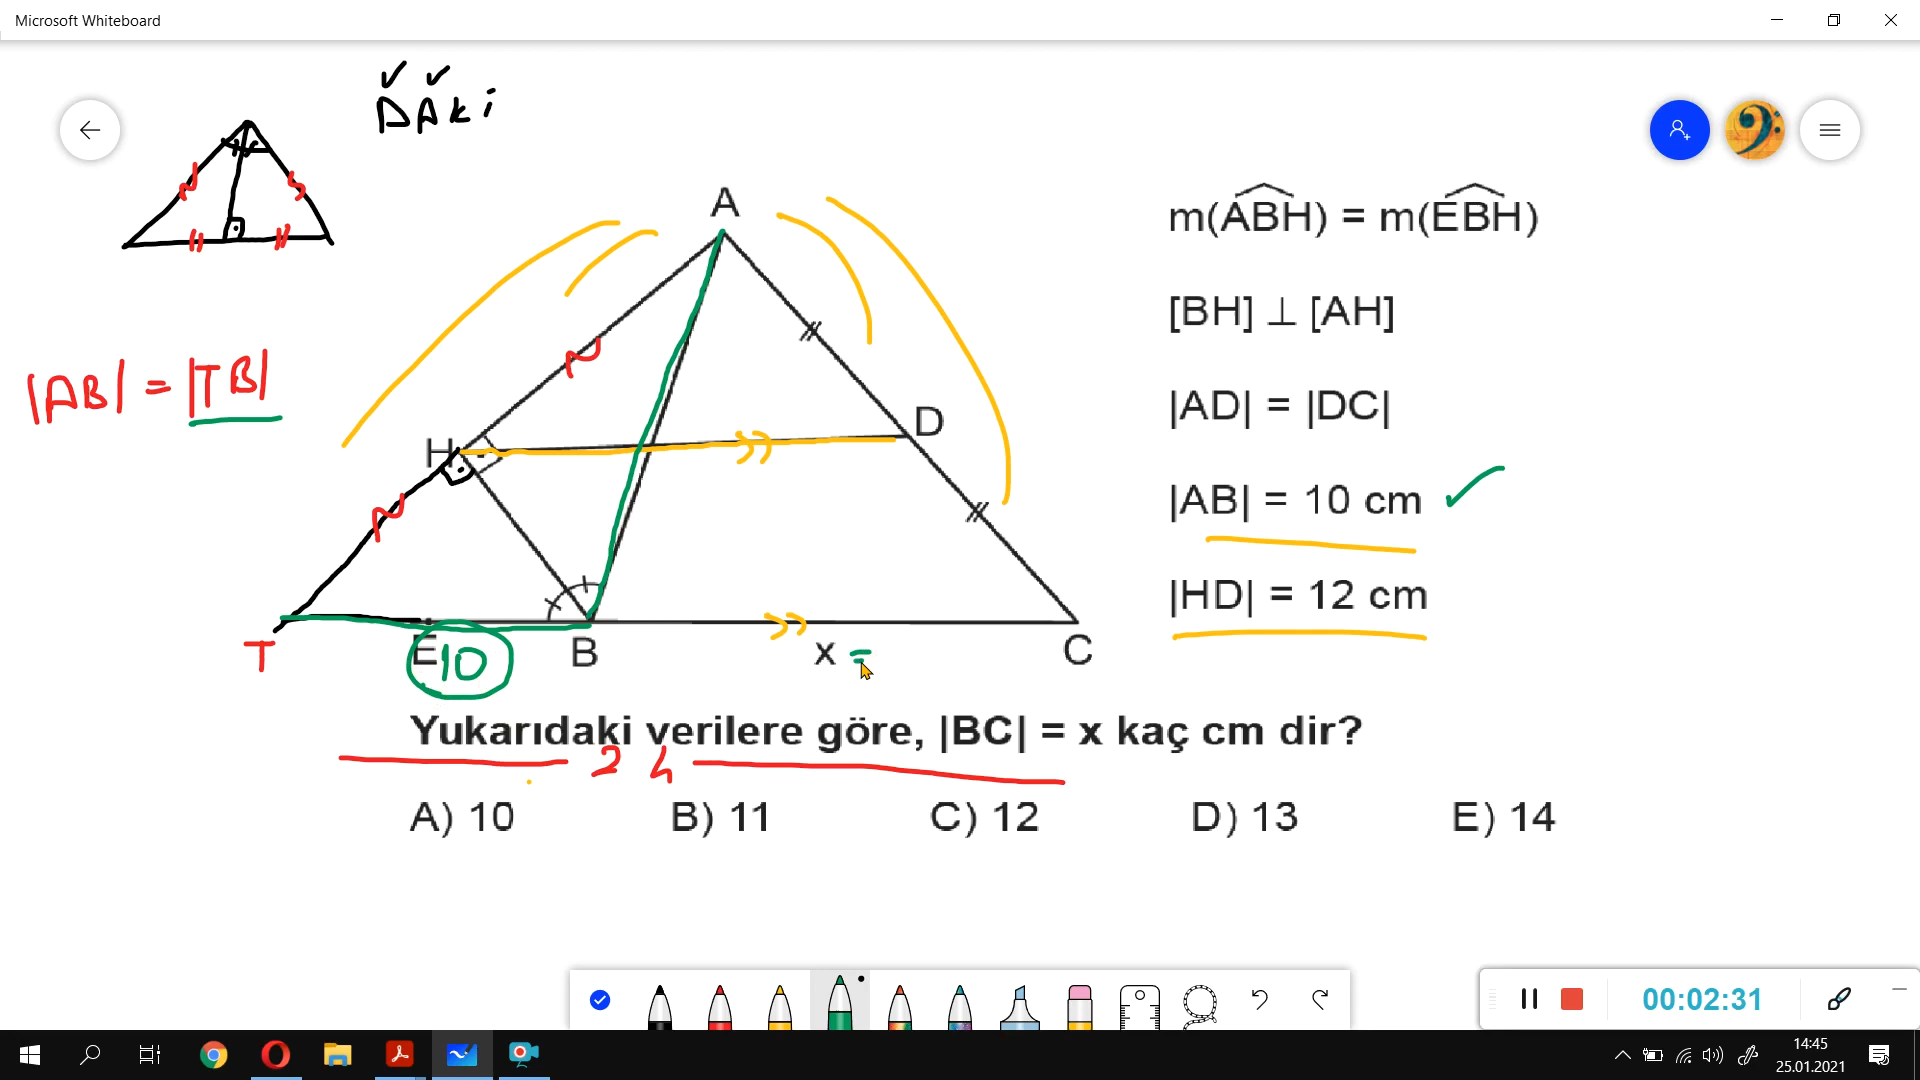 Microsoft Whiteboard
DAKi
A
m(ABH) = m(EBH)
[BH] ⊥ [AH]
|AB| = |TB|
|AD| = |DC|
H
D
|AB| = 10 cm
|HD| = 12 cm
T
E
10
B
x =
C
Yukarıdaki verilere göre, |BC| = x kaç cm dir?
24
A) 10 B) 11 C) 12 D) 13 E) 14
00:02:31
14:45
25.01.2021